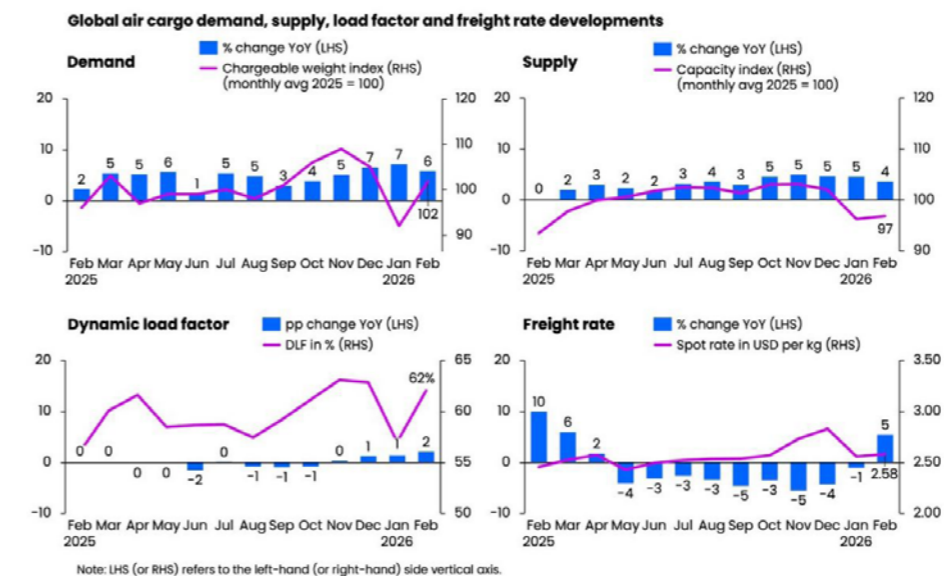 Global air cargo demand, supply, load factor and freight rate developments
Demand
% change YoY (LHS)
Chargeable weight index (RHS)
(monthly avg 2025 = 100)
20
10
0
-10
120
110
100
90
2 5 5 6 1 5 5 3 4 5 7 7 6
102
Feb Mar Apr May Jun Jul Aug Sep Oct Nov Dec Jan Feb
2025 2026
Supply
% change YoY (LHS)
Capacity index (RHS)
(monthly avg 2025 = 100)
20
10
0
-10
120
110
100
90
0 2 3 2 2 3 4 3 5 5 5 5 4
97
Feb Mar Apr May Jun Jul Aug Sep Oct Nov Dec Jan Feb
2025 2026
Dynamic load factor
pp change YoY (LHS)
DLF in % (RHS)
20
10
0
-10
65
60
55
50
62%
0 0 0 0 -2 0 -1 -1 -1 0 1 1 2
Feb Mar Apr May Jun Jul Aug Sep Oct Nov Dec Jan Feb
2025 2026
Freight rate
% change YoY (LHS)
Spot rate in USD per kg (RHS)
20
10
0
-10
3.50
3.00
2.50
2.00
10 6 2 -4 -3 -3 -3 -5 -3 -5 -4 -1 5
2.58
Feb Mar Apr May Jun Jul Aug Sep Oct Nov Dec Jan Feb
2025 2026
Note: LHS (or RHS) refers to the left-hand (or right-hand) side vertical axis.